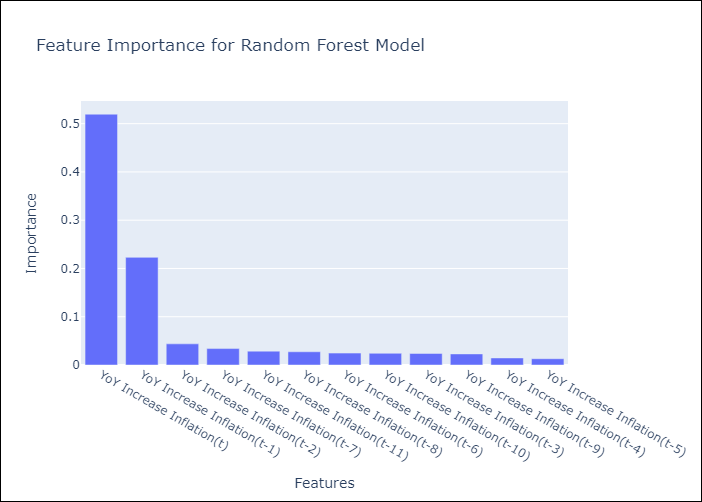 Feature Importance for Random Forest Model
Importance
0.5
0.4
0.3
0.2
0.1
0
YoY Increase Inflation(t)
YoY Increase Inflation(t-1)
YoY Increase Inflation(t-2)
YoY Increase Inflation(t-7)
YoY Increase Inflation(t-11)
YoY Increase Inflation(t-8)
YoY Increase Inflation(t-6)
YoY Increase Inflation(t-10)
YoY Increase Inflation(t-3)
YoY Increase Inflation(t-9)
YoY Increase Inflation(t-4)
YoY Increase Inflation(t-5)
Features